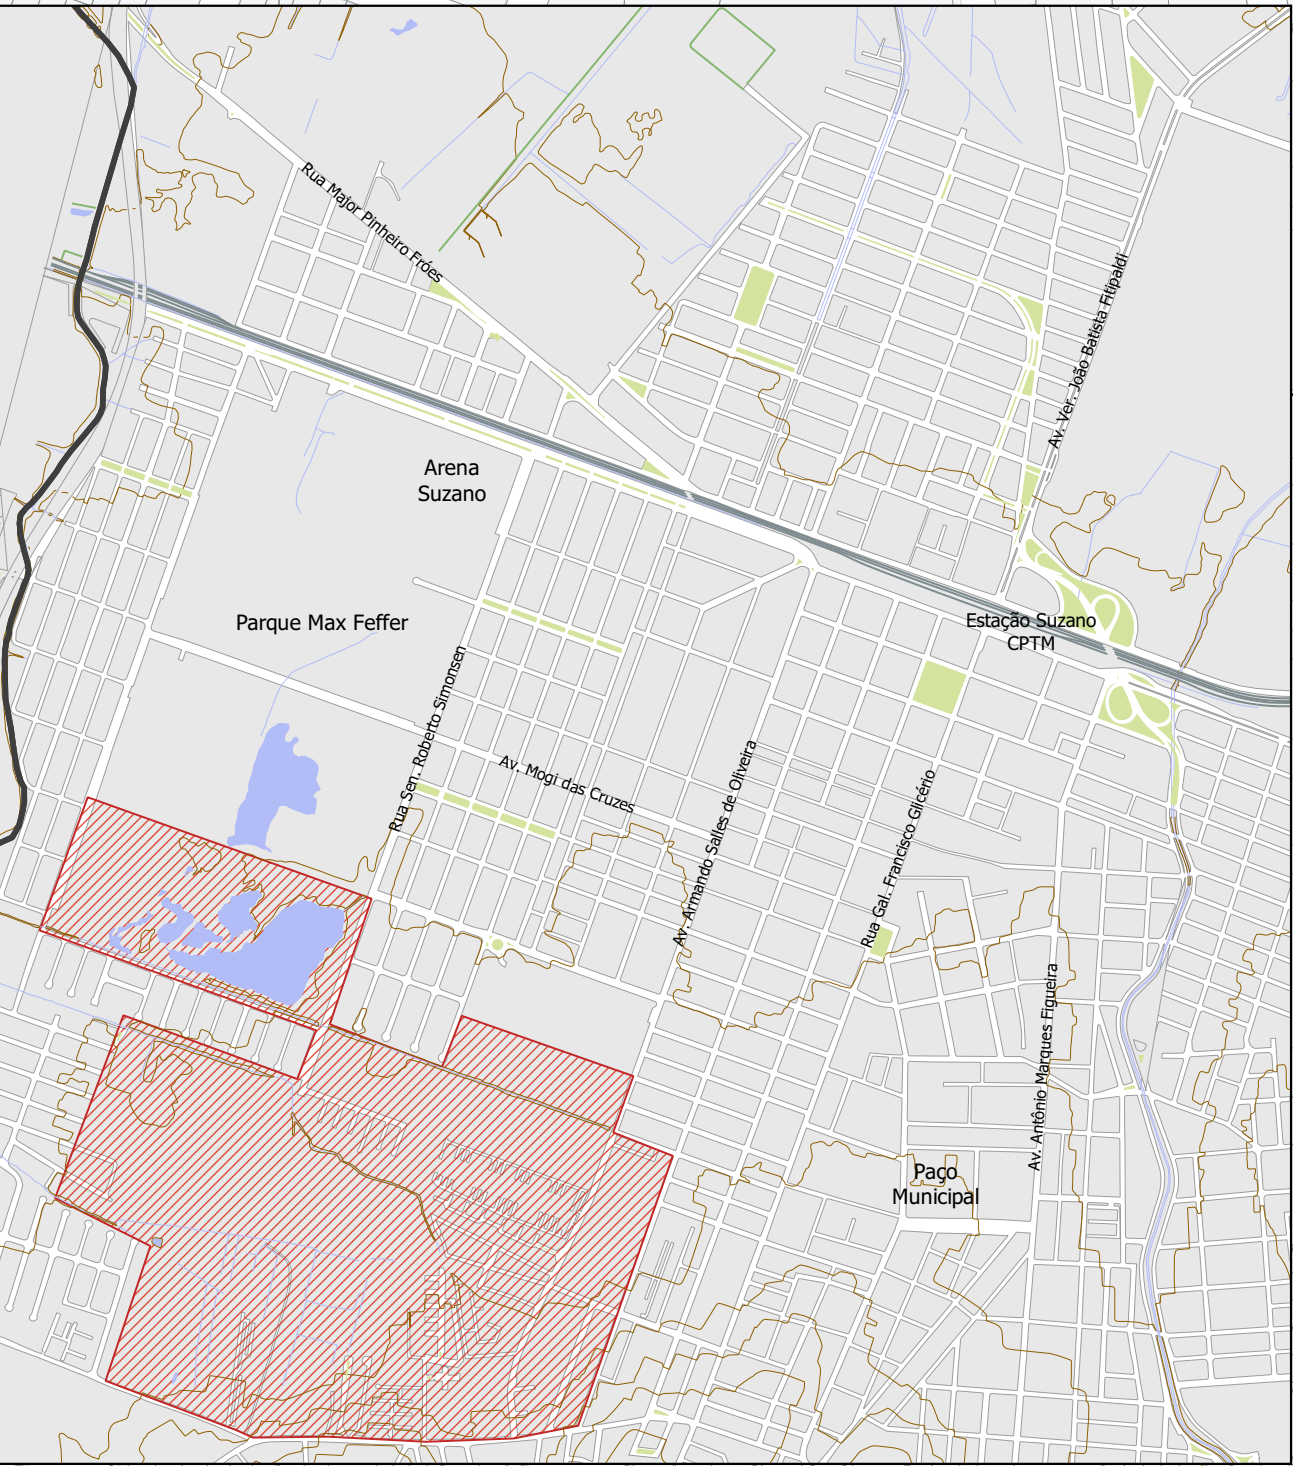 Rua Major Pinheiro Fróes
Av. Ver. João Batista Fitipaldi
Arena
Suzano
Parque Max Feffer
Estação Suzano
CPTM
Rua Sen. Roberto Simonsen
Av. Mogi das Cruzes
Av. Armando Salles de Oliveira
Rua Gal. Francisco Glicério
Av. Antônio Marques Figueira
Paço
Municipal